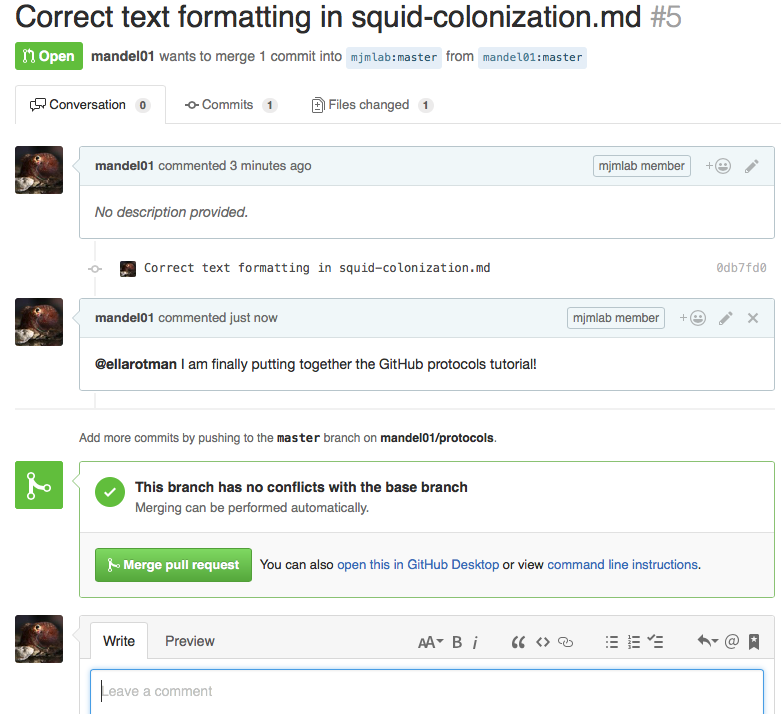 Correct text formatting in squid-colonization.md #5
Open mandel01 wants to merge 1 commit into mjmlab:master from mandel01:master
Conversation 0 Commits 1 Files changed 1
mandel01 commented 3 minutes ago mjmlab member
No description provided.
Correct text formatting in squid-colonization.md 0db7fd0
mandel01 commented just now mjmlab member
@ellarotman I am finally putting together the GitHub protocols tutorial!
Add more commits by pushing to the master branch on mandel01/protocols.
This branch has no conflicts with the base branch
Merging can be performed automatically.
Merge pull request You can also open this in GitHub Desktop or view command line instructions.
Write Preview AA B i
Leave a comment